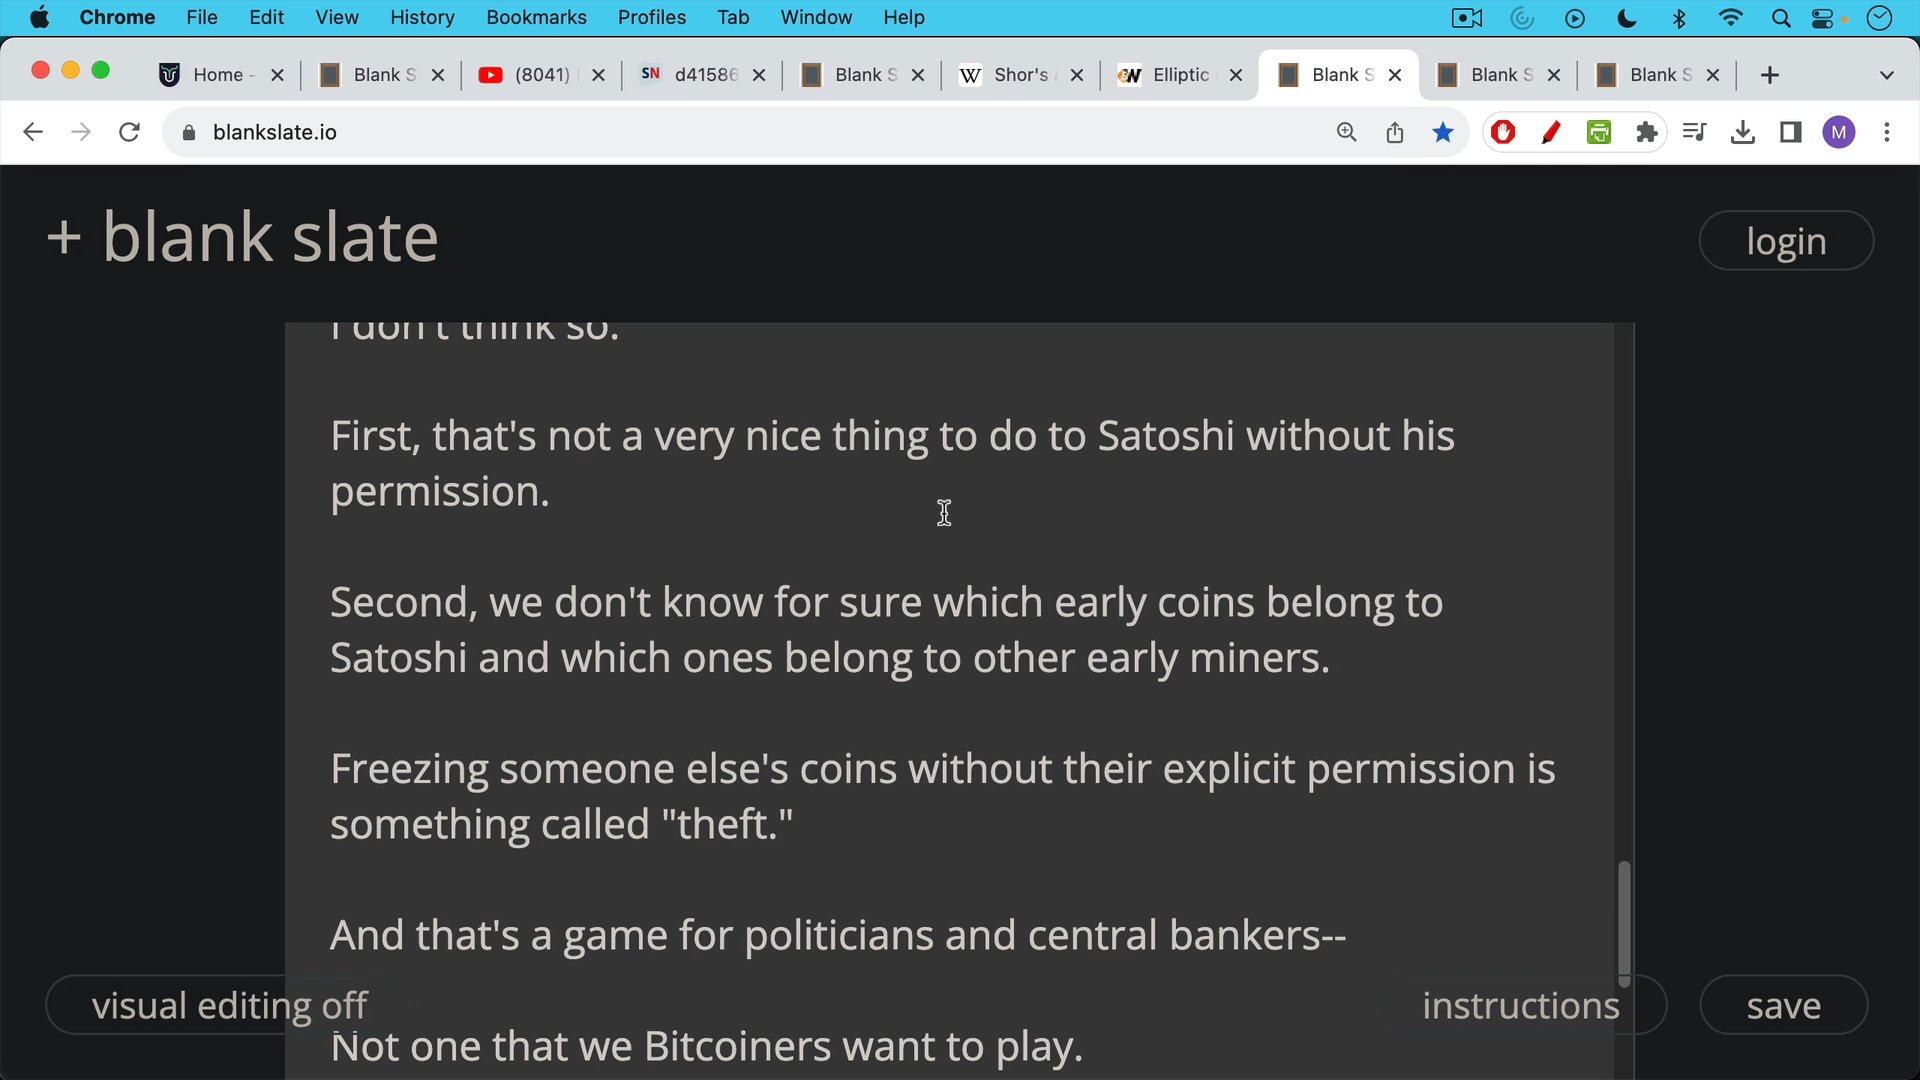 Chrome File Edit View History Bookmarks Profiles Tab Window Help
Home - Blank S (8041) SN d41586 Blank S W Shor's Elliptic Blank S Blank S Blank S
blankslate.io M
+ blank slate
login
I don't think so.
First, that's not a very nice thing to do to Satoshi without his
permission.
Second, we don't know for sure which early coins belong to
Satoshi and which ones belong to other early miners.
Freezing someone else's coins without their explicit permission is
something called "theft."
And that's a game for politicians and central bankers--
visual editing off
instructions
save
Not one that we Bitcoiners want to play.